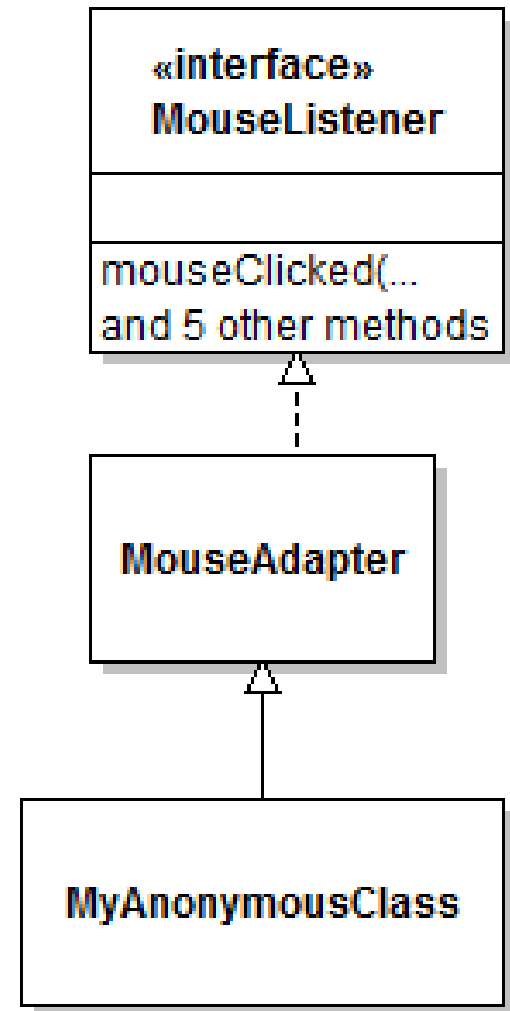 «interface»
MouseListener
mouseClicked(...
and 5 other methods
MouseAdapter
MyAnonymousClass